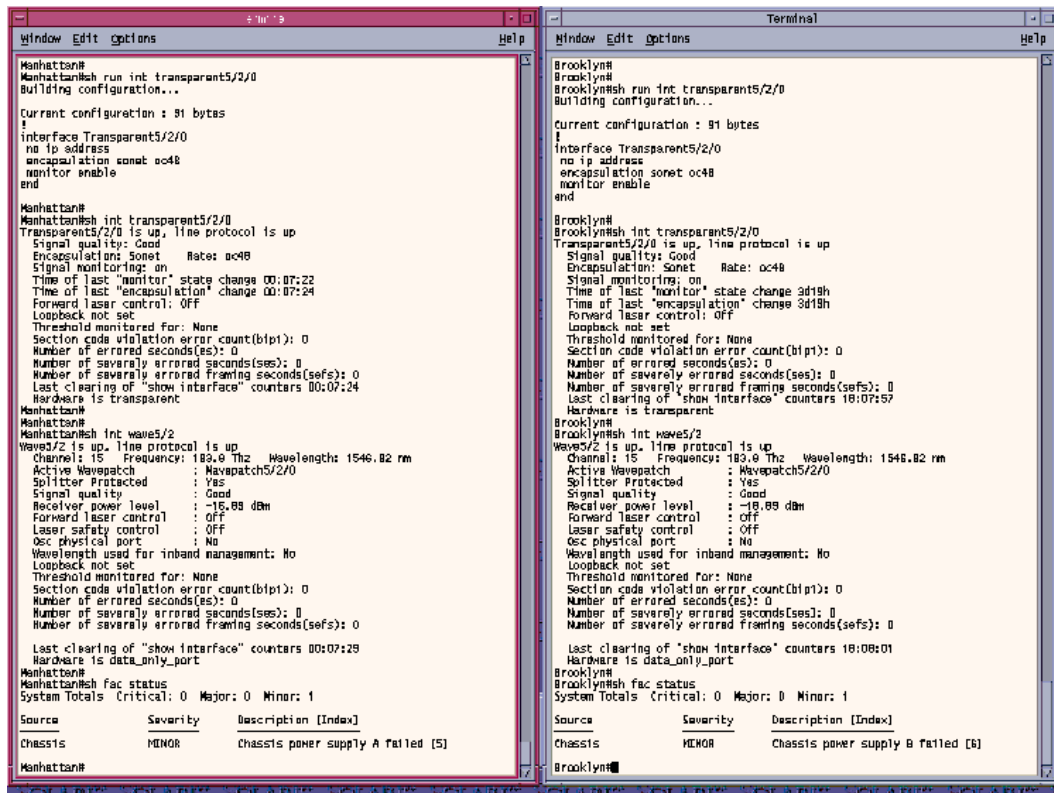 Window Edit Options Help
Manhattan#
Manhattan#sh run int transparent5/2/0
Building configuration...
Current configuration : 91 bytes
!
interface Transparent5/2/0
no ip address
encapsulation sonet oc48
monitor enable
end
Manhattan#
Manhattan#sh int transparent5/2/0
Transparent5/2/0 is up, line protocol is up
Signal quality: Good
Encapsulation: Sonet Rate: oc48
Signal monitoring: on
Time of last "monitor" state change 00:07:22
Time of last "encapsulation" change 00:07:24
Forward laser control: Off
Loopback not set
Threshold monitored for: None
Section code violation error count(bip1): 0
Number of errored seconds(es): 0
Number of severely errored seconds(ses): 0
Number of severely errored framing seconds(sefs): 0
Last clearing of "show interface" counters 00:07:24
Hardware is transparent
Manhattan#
Manhattan#
Manhattan#sh int wave5/2
Wave5/2 is up, line protocol is up
Channel: 15 Frequency: 193.9 Thz Wavelength: 1546.92 nm
Active Wavepatch : Wavepatch5/2/0
Splitter Protected : Yes
Signal quality : Good
Receiver power level : dBm
Forward laser control : Off
Laser safety control : Off
Osc physical port : No
Wavelength used for inband management: No
Loopback not set
Threshold monitored for: None
Section code violation error count(bip1): 0
Number of errored seconds(es): 0
Number of severely errored seconds(ses): 0
Number of severely errored framing seconds(sefs): 0
Last clearing of "show interface" counters 00:07:29
Hardware is data_only_port
Manhattan#
Manhattan#sh fac status
System Totals Critical: 0 Major: 0 Minor: 1
Source Severity Description [Index]
Chassis MINOR Chassis power supply A failed [5]
Manhattan#
Terminal
Window Edit Options Help
Brooklyn#
Brooklyn#
Brooklyn#sh run int transparent5/2/0
Building configuration...
Current configuration : 91 bytes
!
interface Transparent5/2/0
no ip address
encapsulation sonet oc48
monitor enable
end
Brooklyn#
Brooklyn#sh int transparent5/2/0
Transparent5/2/0 is up, line protocol is up
Signal quality: Good
Encapsulation: Sonet Rate: oc48
Signal monitoring: on
Time of last "monitor" state change 3d19h
Time of last "encapsulation" change 3d19h
Forward laser control: Off
Loopback not set
Threshold monitored for: None
Section code violation error count(bip1): 0
Number of errored seconds(es): 0
Number of severely errored seconds(ses): 0
Number of severely errored framing seconds(sefs): 0
Last clearing of "show interface" counters 18:07:57
Hardware is transparent
Brooklyn#
Brooklyn#sh int wave5/2
Wave5/2 is up, line protocol is up
Channel: 15 Frequency: 193.9 Thz Wavelength: 1546.92 nm
Active Wavepatch : Wavepatch5/2/0
Splitter Protected : Yes
Signal quality : Good
Receiver power level : dBm
Forward laser control : Off
Laser safety control : Off
Osc physical port : No
Wavelength used for inband management: No
Loopback not set
Threshold monitored for: None
Section code violation error count(bip1): 0
Number of errored seconds(es): 0
Number of severely errored seconds(ses): 0
Number of severely errored framing seconds(sefs): 0
Last clearing of "show interface" counters 18:08:01
Hardware is data_only_port
Brooklyn#
Brooklyn#sh fac status
System Totals Critical: 0 Major: 0 Minor: 1
Source Severity Description [Index]
Chassis MINOR Chassis power supply B failed [6]
Brooklyn#